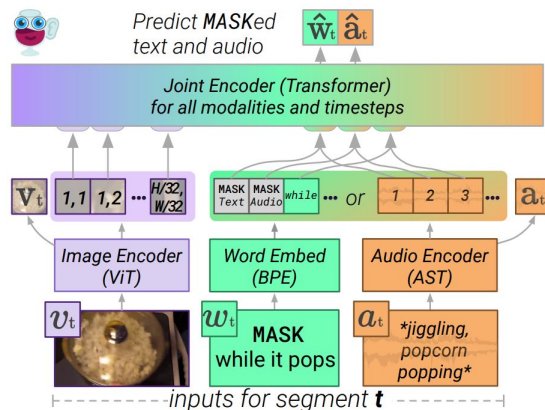 Predict MASKed
text and audio
ŵt ât
Joint Encoder (Transformer)
for all modalities and timesteps
vt 1,1 1,2 ••• H/32, W/32 MASK Text MASK Audio while ••• or 1 2 3 ••• at
Image Encoder
(ViT)
Word Embed
(BPE)
Audio Encoder
(AST)
vt
wt
at
MASK
while it pops
*jiggling,
popcorn
popping*
inputs for segment t